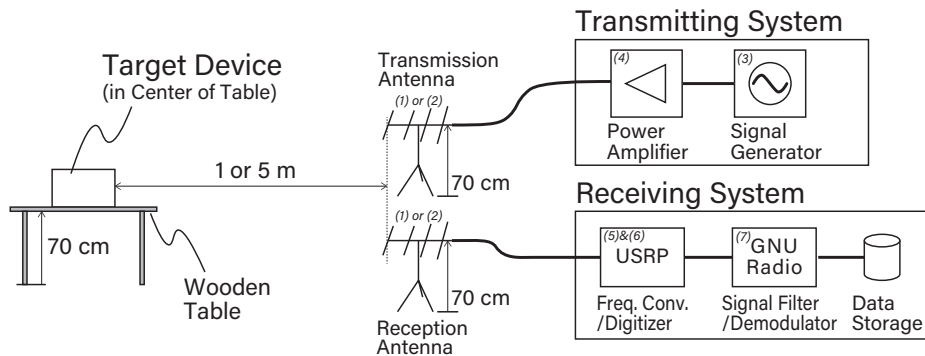 Transmitting System
Transmission
Antenna
(4)
(3)
Target Device
(in Center of Table)
(1) or (2)
Power
Amplifier
Signal
Generator
1 or 5 m
70 cm
Receiving System
(1) or (2)
(5)&(6)
USRP
(7)
GNU
Radio
70 cm
70 cm
Wooden
Table
Freq. Conv.
/Digitizer
Signal Filter
/Demodulator
Data
Storage
Reception
Antenna